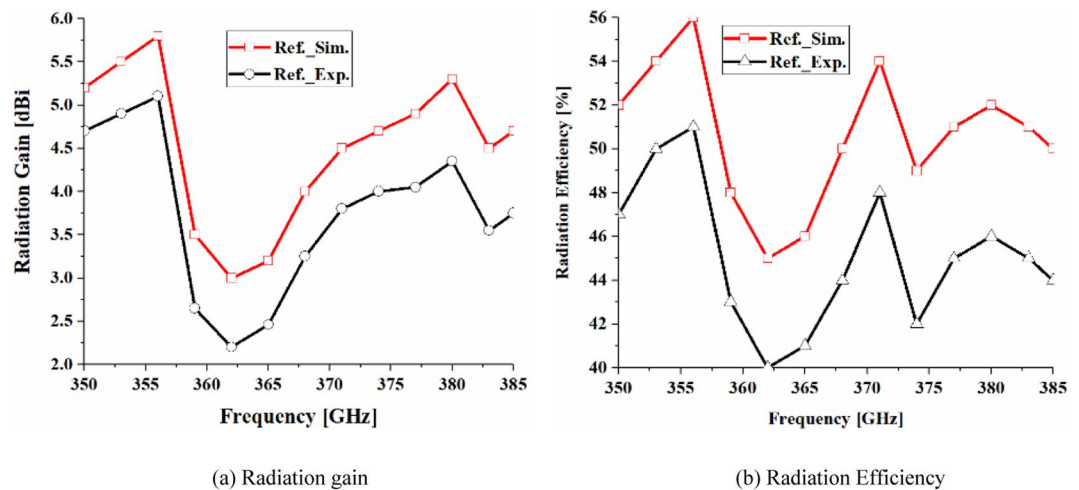 6.0
5.5
5.0
4.5
4.0
3.5
3.0
2.5
2.0
Radiation Gain [dBi]
Ref._Sim.
Ref._Exp.
350 355 360 365 370 375 380 385
Frequency [GHz]
(a) Radiation gain
56
54
52
50
48
46
44
42
40
Radiation Efficiency [%]
Ref._Sim.
Ref._Exp.
350 355 360 365 370 375 380 385
Frequency [GHz]
(b) Radiation Efficiency